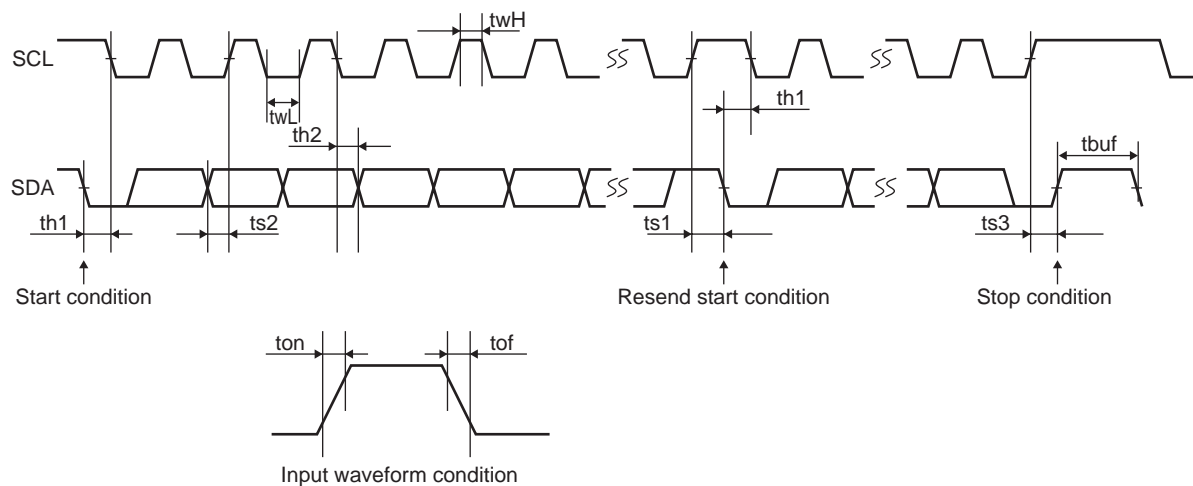 twH
SCL
th1
twL
th2
tbuf
SDA
th1
ts2
ts1
ts3
Start condition
Resend start condition
Stop condition
ton
tof
Input waveform condition